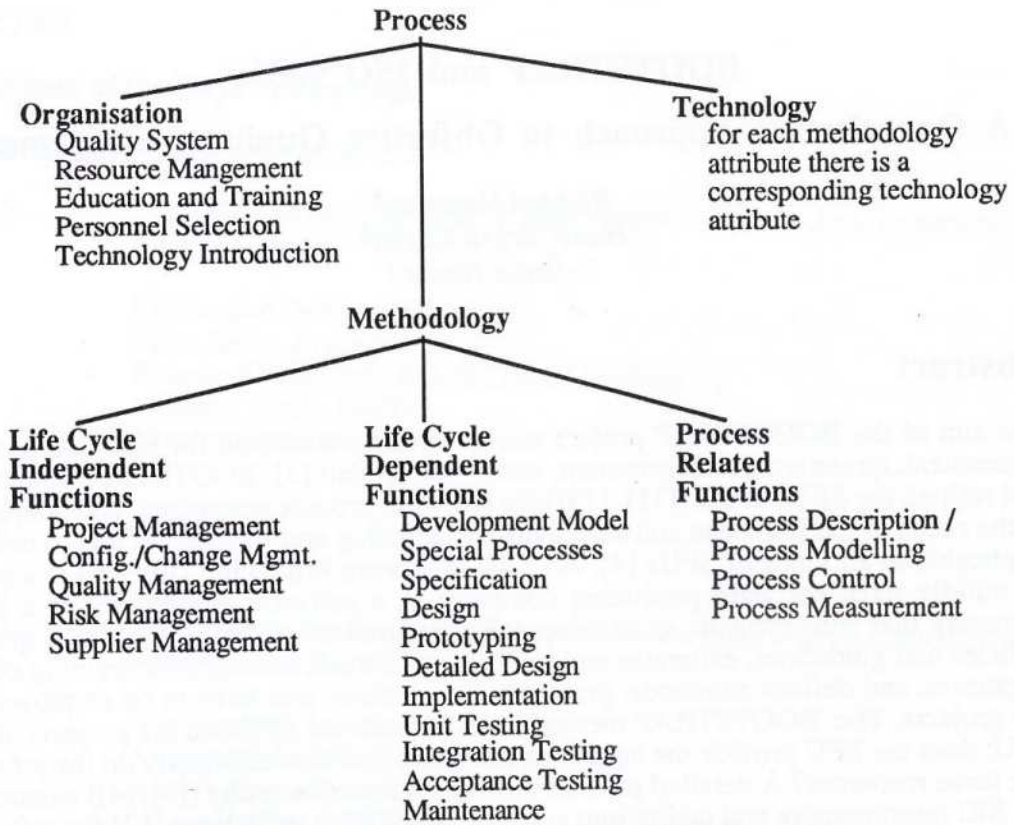 Process
Organisation
Quality System
Resource Mangement
Education and Training
Personnel Selection
Technology Introduction
Technology
for each methodology
attribute there is a
corresponding technology
attribute
Methodology
Life Cycle
Independent
Functions
Project Management
Config./Change Mgmt.
Quality Management
Risk Management
Supplier Management
Life Cycle
Dependent
Functions
Development Model
Special Processes
Specification
Design
Prototyping
Detailed Design
Implementation
Unit Testing
Integration Testing
Acceptance Testing
Maintenance
Process
Related
Functions
Process Description /
Process Modelling
Process Control
Process Measurement